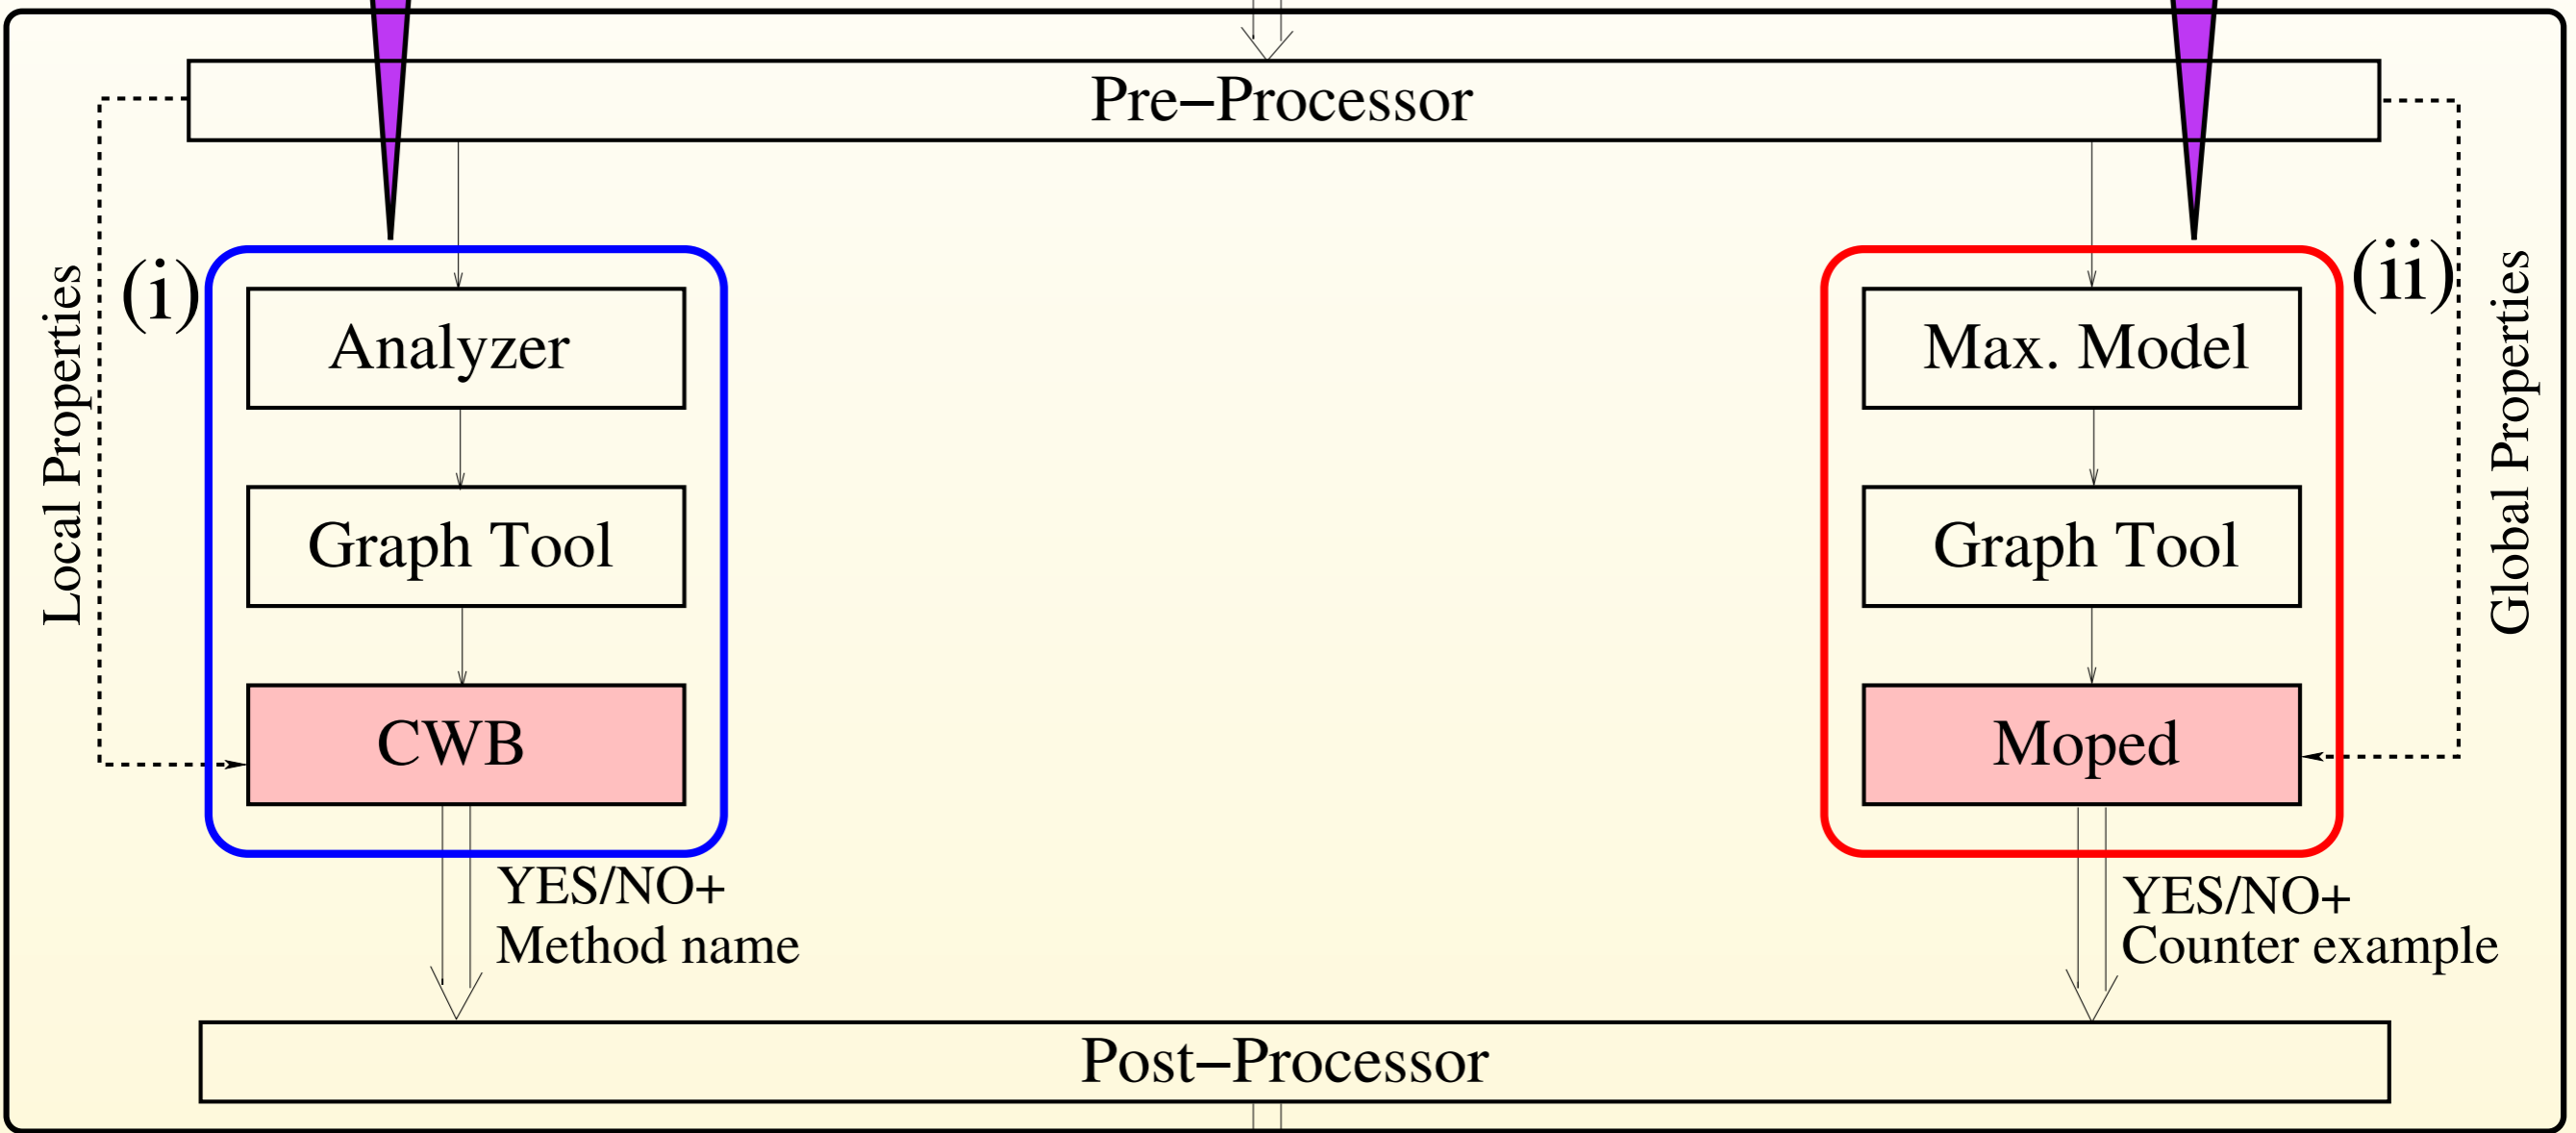 Pre–Processor
Local Properties
(i)
Analyzer
Graph Tool
CWB
YES/NO+
Method name
(ii)
Global Properties
Max. Model
Graph Tool
Moped
YES/NO+
Counter example
Post–Processor